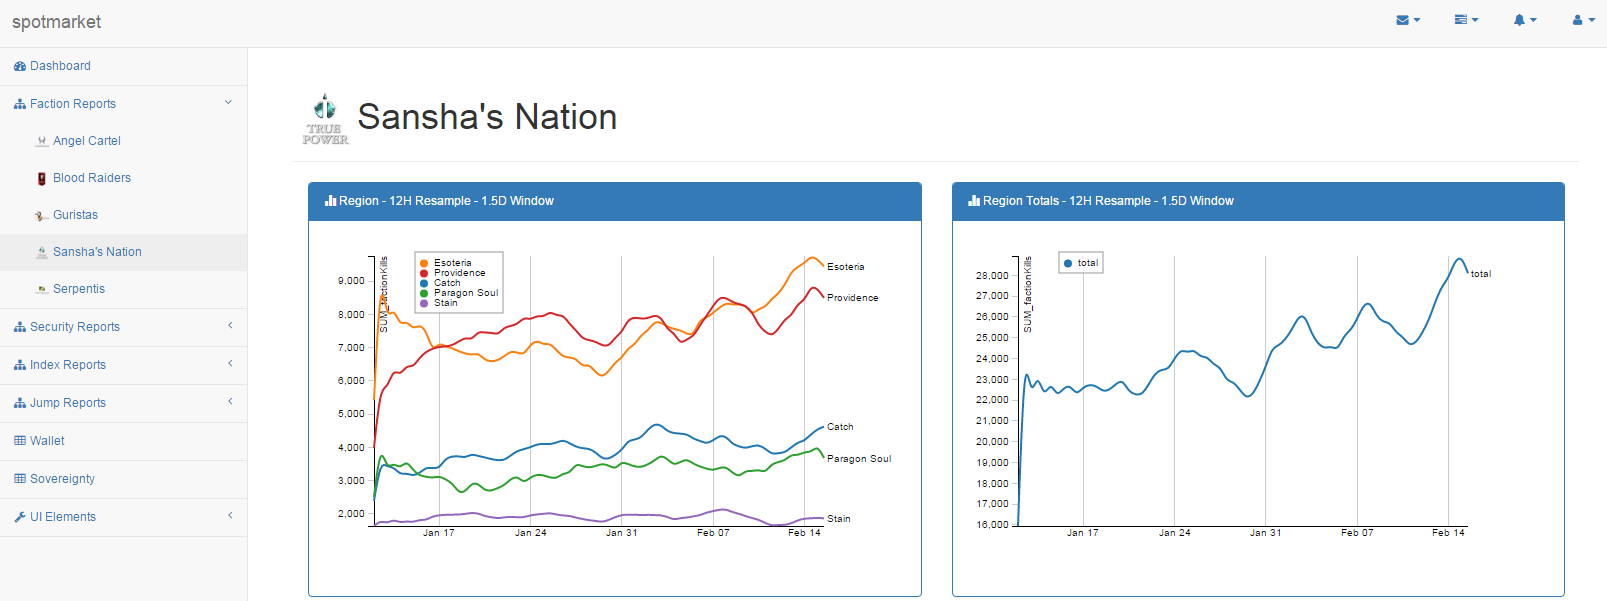 spotmarket
Dashboard
Faction Reports
Angel Cartel
Blood Raiders
Guristas
Sansha's Nation
Serpentis
Security Reports
Index Reports
Jump Reports
Wallet
Sovereignty
UI Elements
TRUE
POWER
Sansha's Nation
Region - 12H Resample - 1.5D Window
SUM_factionKills
Esoteria
Providence
Catch
Paragon Soul
Stain
9,000
8,000
7,000
6,000
5,000
4,000
3,000
2,000
Esoteria
Providence
Catch
Paragon Soul
Stain
Jan 17
Jan 24
Jan 31
Feb 07
Feb 14
Region Totals - 12H Resample - 1.5D Window
SUM_factionKills
total
28,000
27,000
26,000
25,000
24,000
23,000
22,000
21,000
20,000
19,000
18,000
17,000
16,000
total
Jan 17
Jan 24
Jan 31
Feb 07
Feb 14